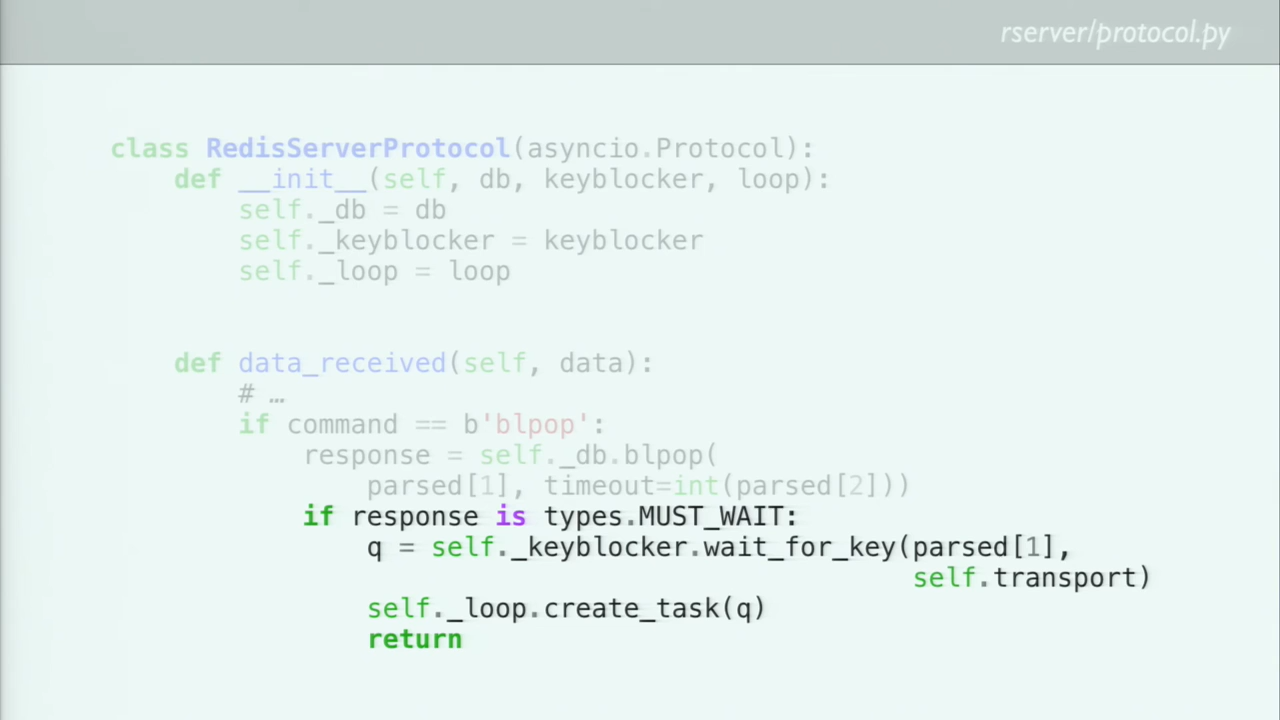 rserver/protocol.py
class RedisServerProtocol(asyncio.Protocol):
    def __init__(self, db, keyblocker, loop):
        self._db = db
        self._keyblocker = keyblocker
        self._loop = loop
    def data_received(self, data):
        # …
        if command == b'blpop':
            response = self._db.blpop(
                parsed[1], timeout=int(parsed[2]))
            if response is types.MUST_WAIT:
                q = self._keyblocker.wait_for_key(parsed[1],
                                                  self.transport)
                self._loop.create_task(q)
                return